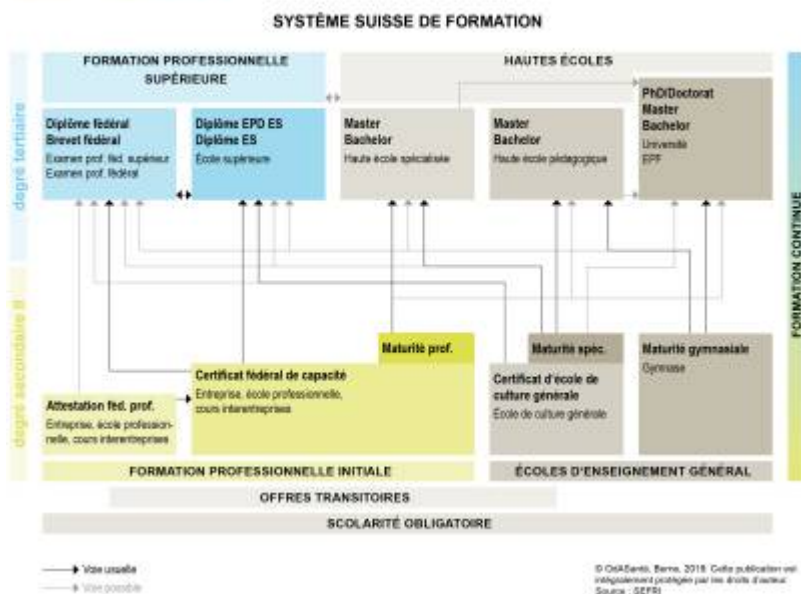 SYSTÈME SUISSE DE FORMATION
FORMATION PROFESSIONNELLE
SUPÉRIEURE
HAUTES ÉCOLES
degré tertiaire
Diplôme fédéral
Brevet fédéral
Examen prof. féd. supérieur
Examen prof. fédéral
Diplôme EPD ES
Diplôme ES
École supérieure
Master
Bachelor
Haute école spécialisée
Master
Bachelor
Haute école pédagogique
PhD/Doctorat
Master
Bachelor
Université
EPF
FORMATION CONTINUE
degré secondaire II
Maturité prof.
Certificat fédéral de capacité
Entreprise, école professionnelle,
cours interentreprises
Attestation féd. prof.
Entreprise, école profession-
nelle, cours interentreprises
Maturité spéc.
Certificat d'école de
culture générale
École de culture générale
Maturité gymnasiale
Gymnase
FORMATION PROFESSIONNELLE INITIALE
ÉCOLES D'ENSEIGNEMENT GÉNÉRAL
OFFRES TRANSITOIRES
SCOLARITÉ OBLIGATOIRE
Voie usuelle
Voie possible
© OdASanté, Berne, 2018. Cette publication est
intégralement protégée par les droits d'auteur.
Source : SEFRI